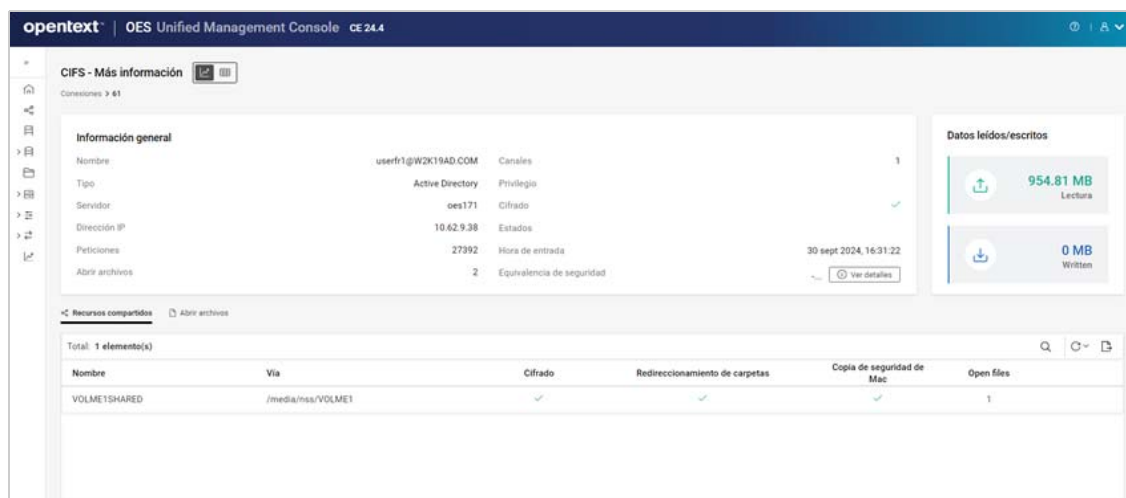 opentext™ | OES Unified Management Console CE 24.4
CIFS - Más información
Conexiones > 61
Información general
Nombre userfr1@W2K19AD.COM
Tipo Active Directory
Servidor oes171
Dirección IP 10.62.9.38
Peticiones 27392
Abrir archivos 2
Canales 1
Privilegio
Cifrado ✓
Estados
Hora de entrada 30 sept 2024, 16:31:22
Equivalencia de seguridad -... Ver detalles
Datos leídos/escritos
954.81 MB
Lectura
0 MB
Written
Recursos compartidos Abrir archivos
Total: 1 elemento(s)
Nombre Vía Cifrado Redireccionamiento de carpetas Copia de seguridad de Mac Open files
VOLME1SHARED /media/nss/VOLME1 ✓ ✓ ✓ 1